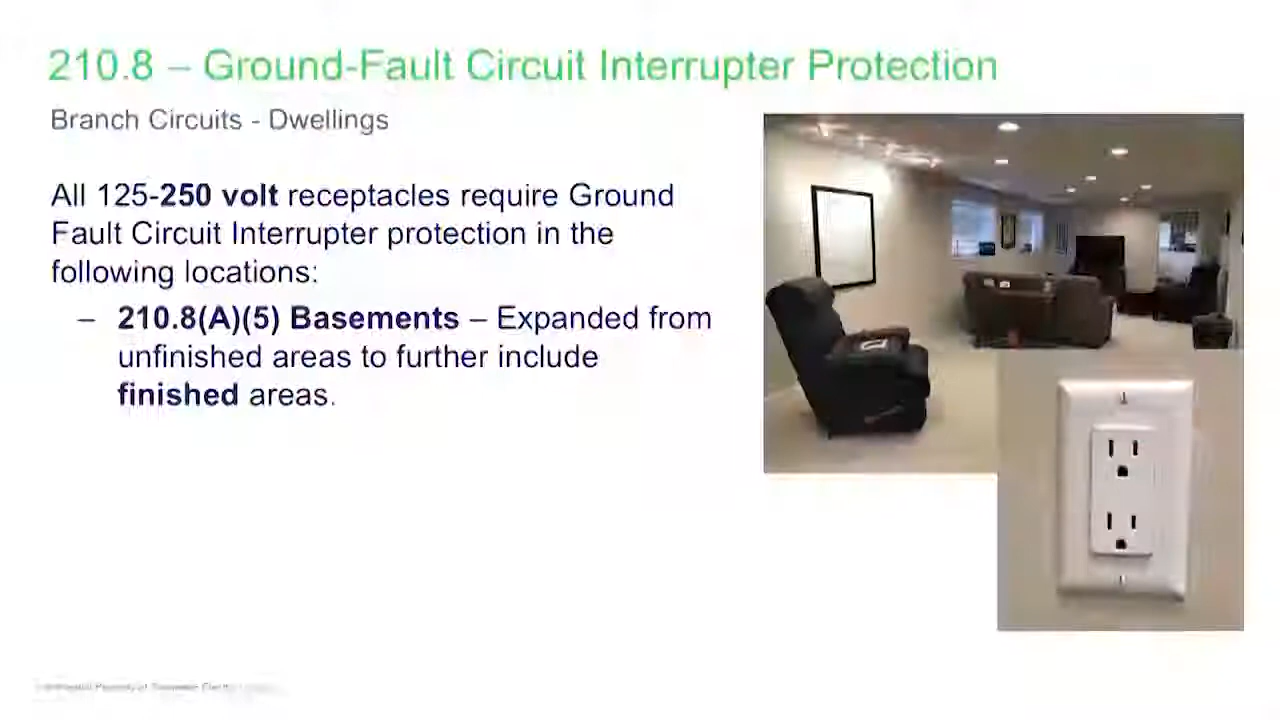 210.8 – Ground-Fault Circuit Interrupter Protection
Branch Circuits - Dwellings
All 125-250 volt receptacles require Ground
Fault Circuit Interrupter protection in the
following locations:
– 210.8(A)(5) Basements – Expanded from
unfinished areas to further include
finished areas.
Property of